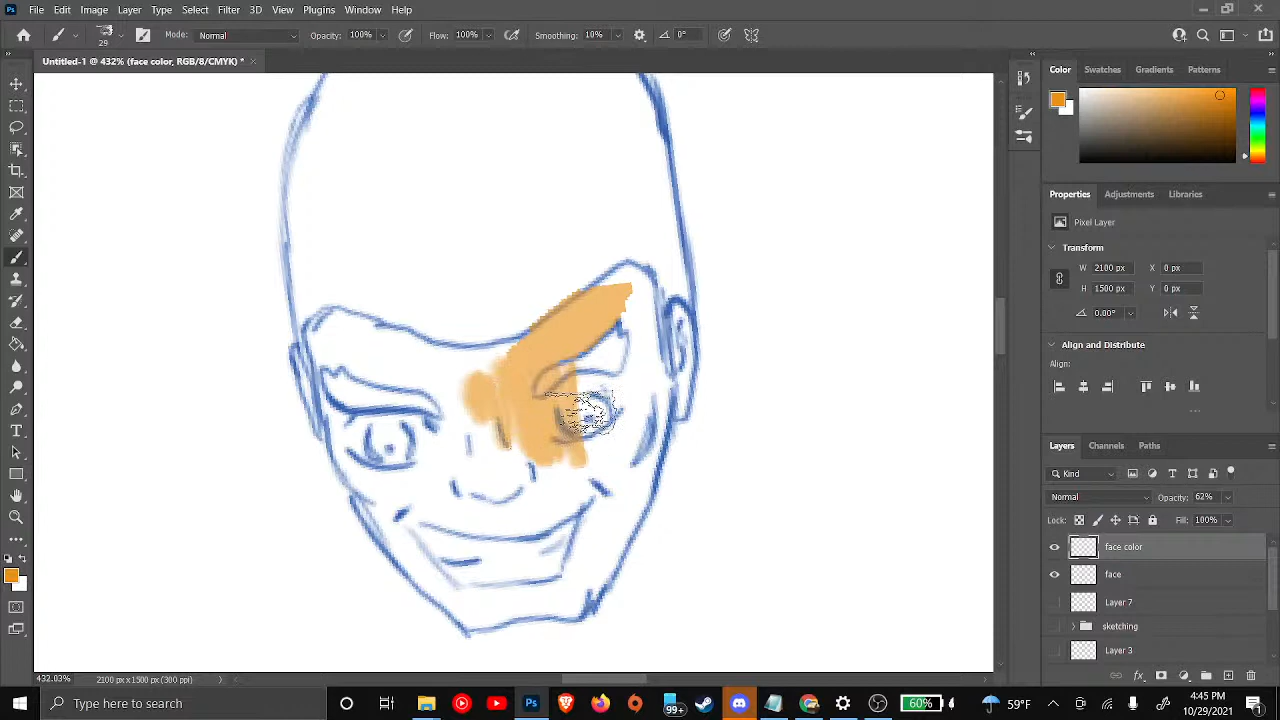 File Edit Image Layer Type Select Filter 3D View Plugins Window Help
29 Mode: Normal Opacity: 100% Flow: 100% Smoothing: 10% 0°
Untitled-1 @ 432% (face color, RGB/8/CMYK) *
Color Swatches Gradients Patterns
Properties Adjustments Libraries
Pixel Layer
Transform
W 2100 px X 0 px
H 1500 px Y 0 px
0.00°
Align and Distribute
Align:
Layers Channels Paths
Kind
Normal Opacity:
Lock: Fill: 100%
face color
face
Layer 7
sketching
Layer 3
432.03% 2100 px x 1500 px (300 ppi)
Type here to search
99+
60%
59°F
4:45 PM
10/29/2021